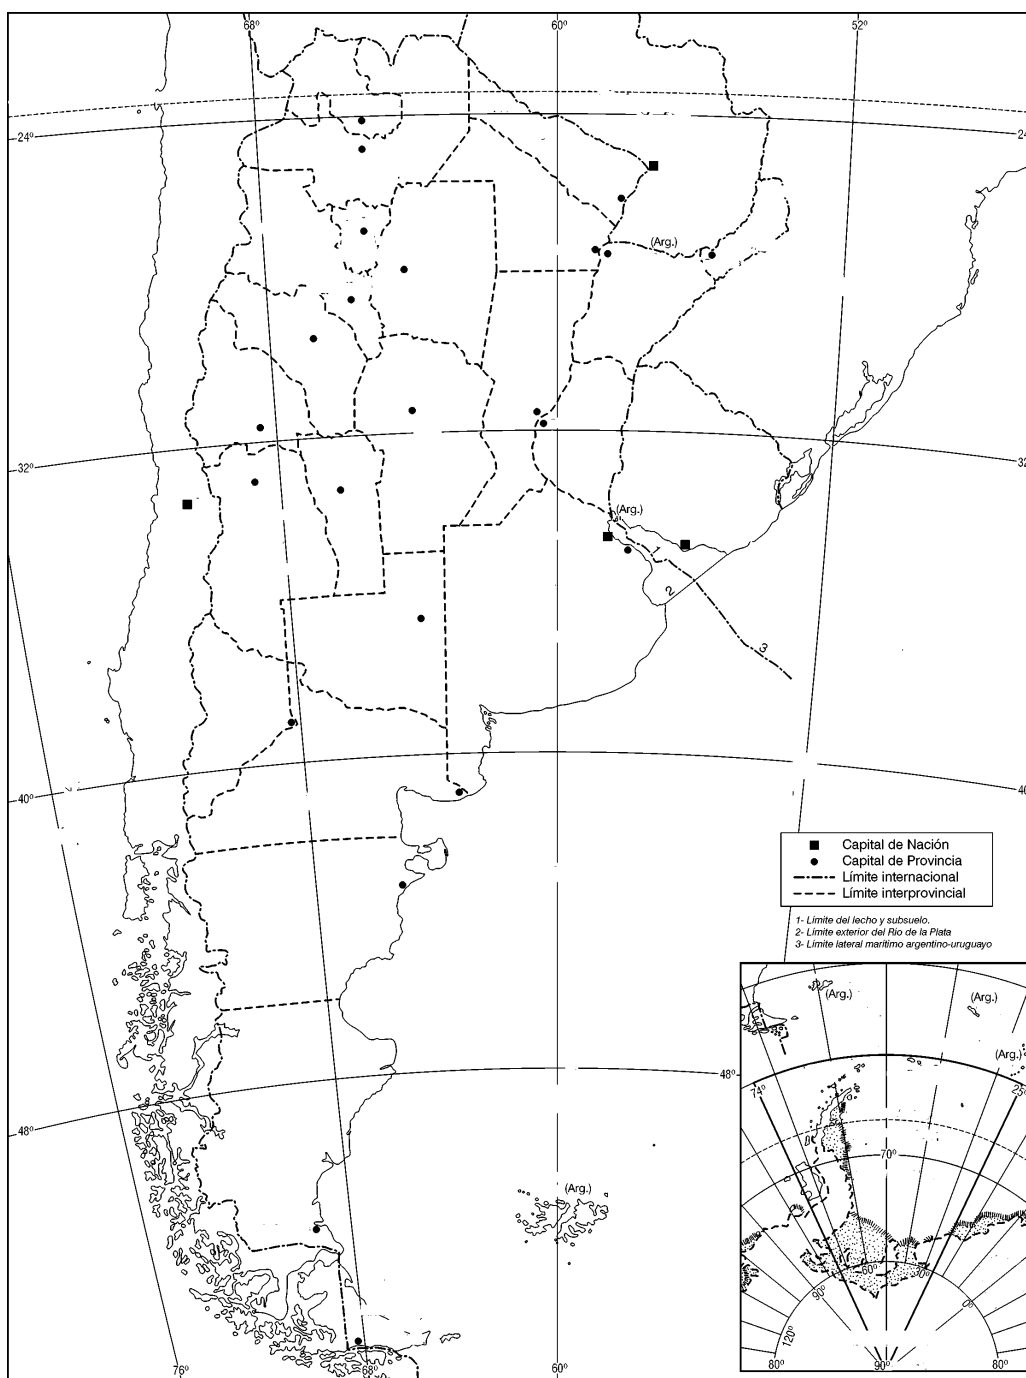 68º
60º
52º
24º
24
(Arg.)
32º
32
(Arg.)
1
2
3
40º
40
Capital de Nación
Capital de Provincia
Límite internacional
Límite interprovincial
1- Límite del lecho y subsuelo.
2- Límite exterior del Río de la Plata
3- Límite lateral marítimo argentino-uruguayo
(Arg.)
(Arg.)
(Arg.)
48º
74º
25º
48º
70º
(Arg.)
60º
30º
90º
0º
120º
76º
68º
60º
80º
90º
80º